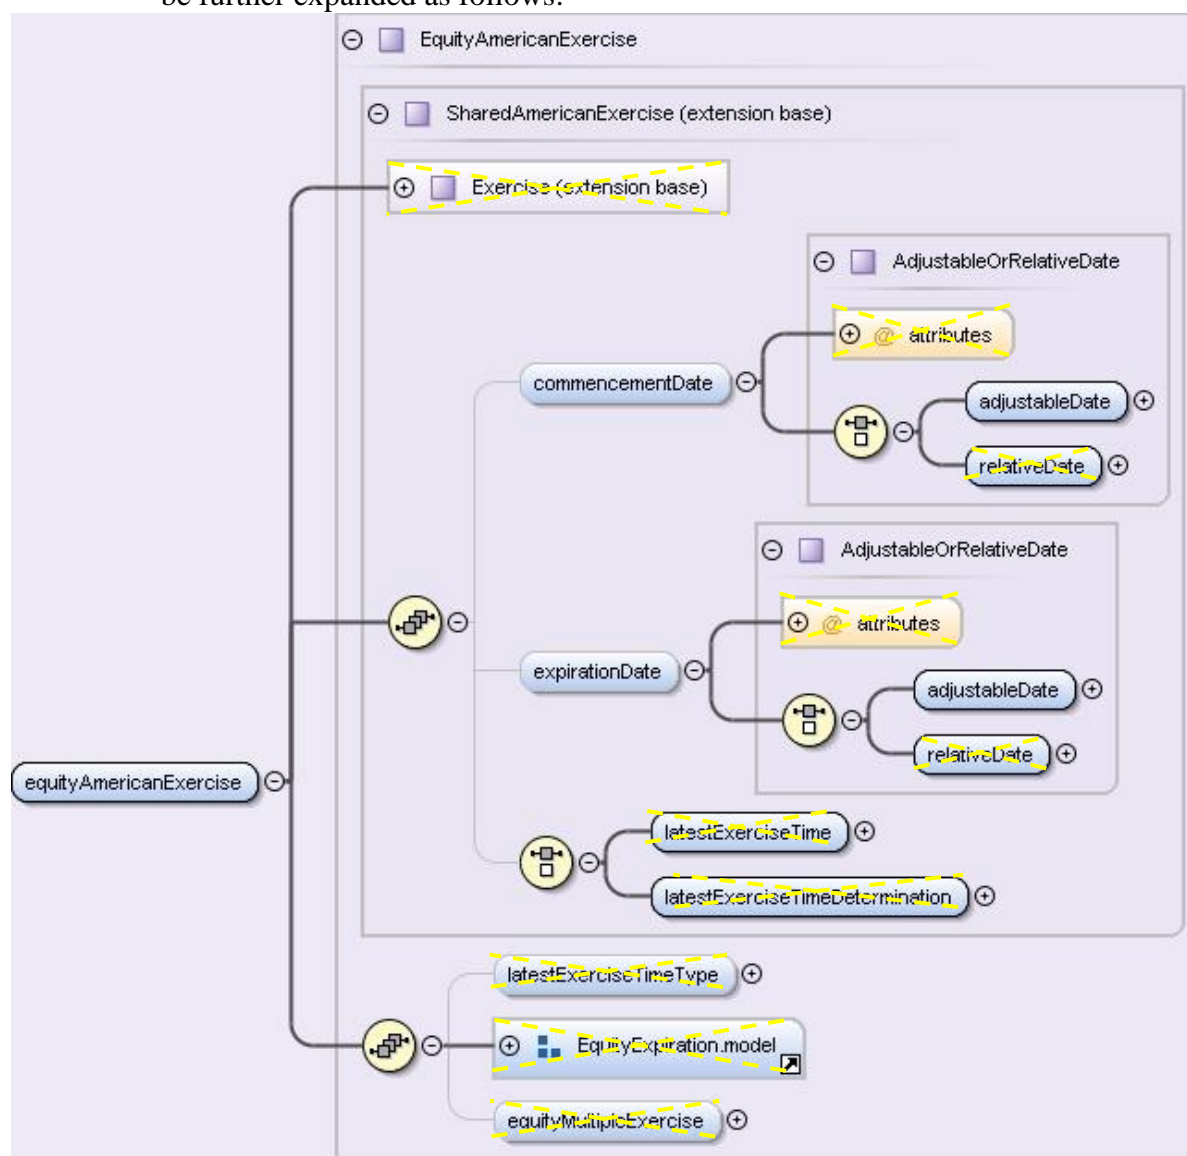 be further expanded as follows:
EquityAmericanExercise
SharedAmericanExercise (extension base)
Exercise (extension base)
AdjustableOrRelativeDate
@ attributes
commencementDate
adjustableDate
relativeDate
AdjustableOrRelativeDate
@ attributes
expirationDate
adjustableDate
relativeDate
equityAmericanExercise
latestExerciseTime
latestExerciseTimeDetermination
latestExerciseTimeType
EquityExpiration.model
equityMultipleExercise